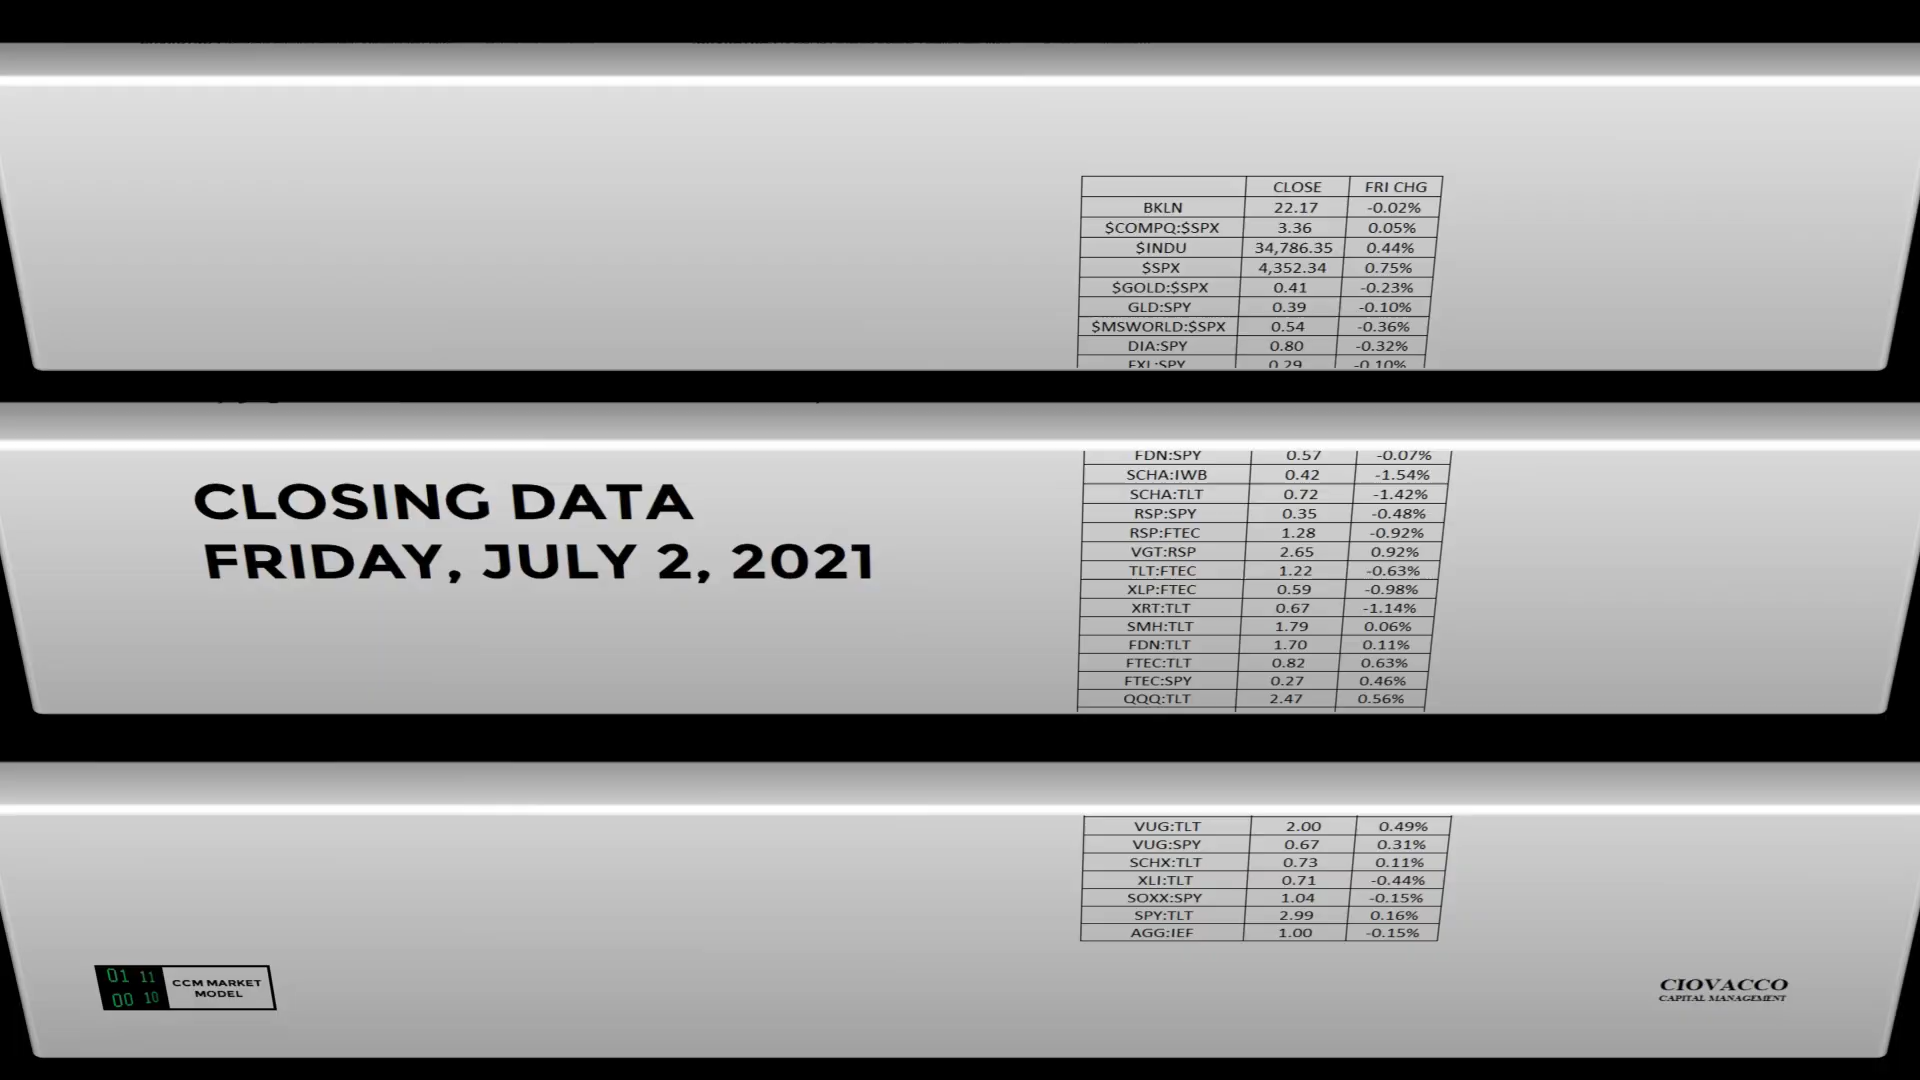 CLOSE FRI CHG
BKLN 22.17 -0.02%
$COMPQ:$SPX 3.36 0.05%
$INDU 34,786.35 0.44%
$SPX 4,352.34 0.75%
$GOLD:$SPX 0.41 -0.23%
GLD:SPY 0.39 -0.10%
$MSWORLD:$SPX 0.54 -0.36%
DIA:SPY 0.80 -0.32%
0.29 -0.10%
CLOSING DATA
FRIDAY, JULY 2, 2021
FDN:SPY 0.57 -0.07%
SCHA:IWB 0.42 -1.54%
SCHA:TLT 0.72 -1.42%
RSP:SPY 0.35 -0.48%
RSP:FTEC 1.28 -0.92%
VGT:RSP 2.65 0.92%
TLT:FTEC 1.22 -0.63%
XLP:FTEC 0.59 -0.98%
XRT:TLT 0.67 -1.14%
SMH:TLT 1.79 0.06%
FDN:TLT 1.70 0.11%
FTEC:TLT 0.82 0.63%
FTEC:SPY 0.27 0.46%
QQQ:TLT 2.47 0.56%
VUG:TLT 2.00 0.49%
VUG:SPY 0.67 0.31%
SCHX:TLT 0.73 0.11%
XLI:TLT 0.71 -0.44%
SOXX:SPY 1.04 -0.15%
SPY:TLT 2.99 0.16%
AGG:IEF 1.00 -0.15%
01 11
00 10
CCM MARKET
MODEL
CIOVACCO
CAPITAL MANAGEMENT